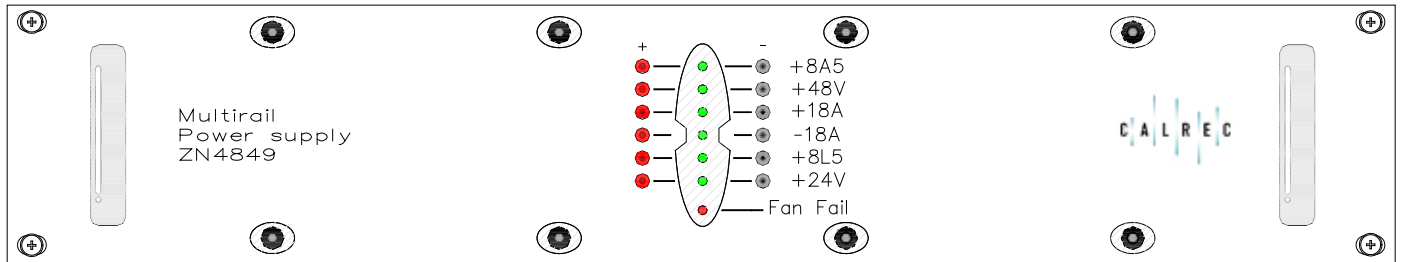 + -
+8A5
+48V
Multirail
+18A
Power supply
-18A
ZN4849
+8L5
+24V
Fan Fail
CALREC